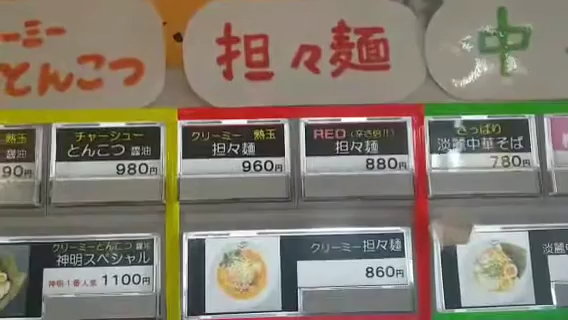 ーミー
とんこつ
担々麺
中
熟玉
醤油
90円
チャーシュー
とんこつ 醤油
980円
クリーミー 熟玉
担々麺
960円
RED(辛さ倍!!)
担々麺
880円
さっぱり
淡麗中華そば
780円
クリーミーとんこつ 醤油
神明スペシャル
神明1番人気 1100円
クリーミー担々麺
860円
淡麗